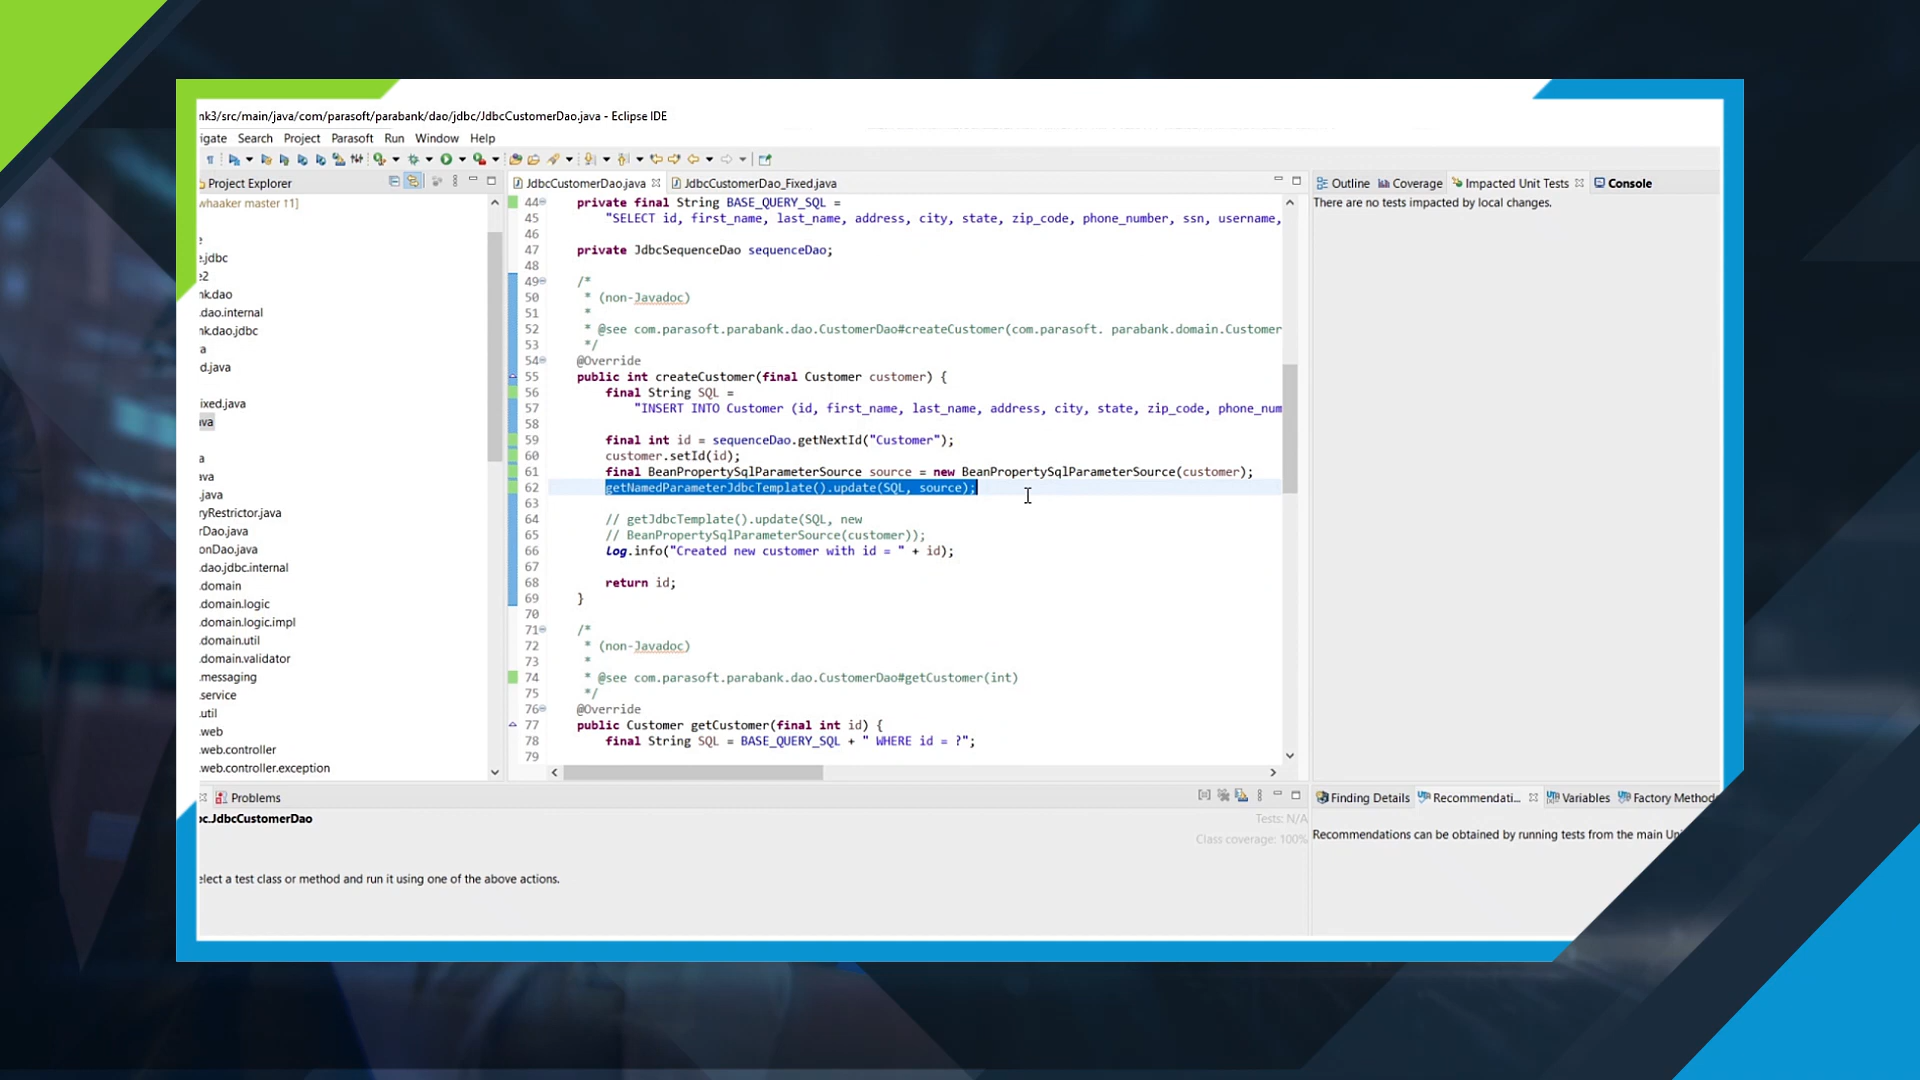 nk3/src/main/java/com/parasoft/parabank/dao/jdbc/JdbcCustomerDao.java - Eclipse IDE
igate Search Project Parasoft Run Window Help
Project Explorer
whaaker master ↑1]
e
e.jdbc
e2
nk.dao
.dao.internal
nk.dao.jdbc
a
d.java
ixed.java
ava
a
ava
.java
yRestrictor.java
rDao.java
onDao.java
.dao.jdbc.internal
.domain
.domain.logic
.domain.logic.impl
.domain.util
.domain.validator
.messaging
.service
.util
.web
.web.controller
.web.controller.exception
JdbcCustomerDao.java JdbcCustomerDao_Fixed.java
44 private final String BASE_QUERY_SQL =
45 "SELECT id, first_name, last_name, address, city, state, zip_code, phone_number, ssn, username,
46
47 private JdbcSequenceDao sequenceDao;
48
49 /*
50 * (non-Javadoc)
51 *
52 * @see com.parasoft.parabank.dao.CustomerDao#createCustomer(com.parasoft. parabank.domain.Customer
53 */
54 @Override
55 public int createCustomer(final Customer customer) {
56 final String SQL =
57 "INSERT INTO Customer (id, first_name, last_name, address, city, state, zip_code, phone_num
58
59 final int id = sequenceDao.getNextId("Customer");
60 customer.setId(id);
61 final BeanPropertySqlParameterSource source = new BeanPropertySqlParameterSource(customer);
62 getNamedParameterJdbcTemplate().update(SQL, source);
63
64 // getJdbcTemplate().update(SQL, new
65 // BeanPropertySqlParameterSource(customer));
66 log.info("Created new customer with id = " + id);
67
68 return id;
69 }
70
71 /*
72 * (non-Javadoc)
73 *
74 * @see com.parasoft.parabank.dao.CustomerDao#getCustomer(int)
75 */
76 @Override
77 public Customer getCustomer(final int id) {
78 final String SQL = BASE_QUERY_SQL + " WHERE id = ?";
79
Outline Coverage Impacted Unit Tests Console
There are no tests impacted by local changes.
Problems
oc.JdbcCustomerDao
Tests: N/A
Class coverage: 100%
elect a test class or method and run it using one of the above actions.
Finding Details Recommendati... Variables Factory Methods
Recommendations can be obtained by running tests from the main Un